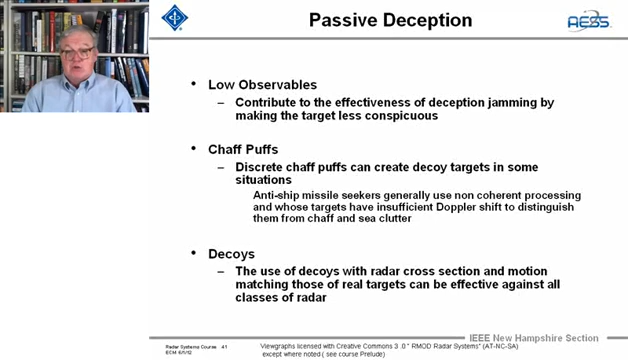 Passive Deception
AESS
• Low Observables
– Contribute to the effectiveness of deception jamming by
making the target less conspicuous
• Chaff Puffs
– Discrete chaff puffs can create decoy targets in some
situations
Anti-ship missile seekers generally use non coherent processing
and whose targets have insufficient Doppler shift to distinguish
them from chaff and sea clutter
• Decoys
– The use of decoys with radar cross section and motion
matching those of real targets can be effective against all
classes of radar
IEEE New Hampshire Section
Radar Systems Course 41
ECM 6/1/12
Viewgraphs licensed with Creative Commons 3 .0 " RMOD Radar Systems" (AT-NC-SA)
except where noted ( see course Prelude)